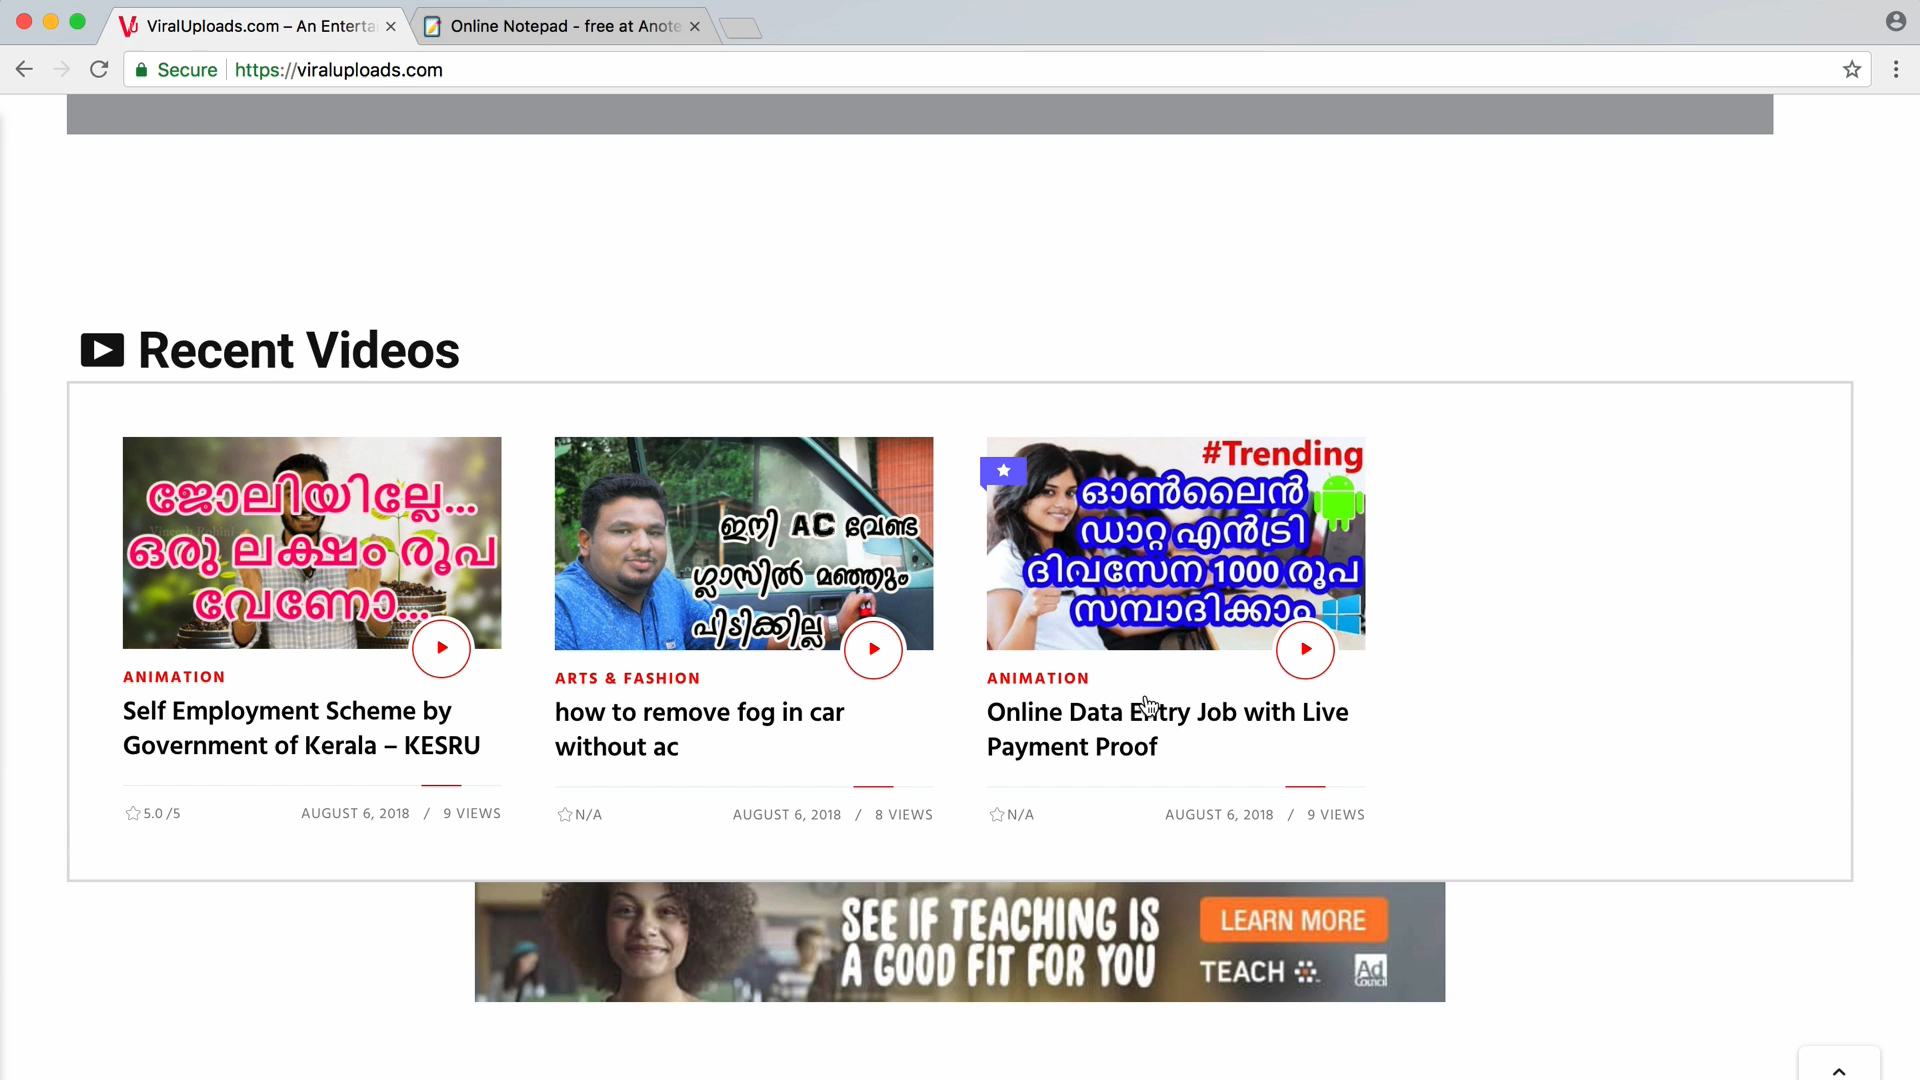 ViralUploads.com – An Enterta
Online Notepad - free at Anote
Secure
https://viraluploads.com
Recent Videos
ജോലിയില്ലേ...
ഒരു ലക്ഷം രൂപ
വേണോ...
ഇനി AC വേണ്ട
ഗ്ലാസിൽ മഞ്ഞും
പിടിക്കില്ല
#Trending
ഓൺലൈൻ
ഡാറ്റ എൻട്രി
ദിവസേന 1000 രൂപ
സമ്പാദിക്കാം
ANIMATION
Self Employment Scheme by
Government of Kerala – KESRU
5.0 /5
AUGUST 6, 2018 / 9 VIEWS
ARTS & FASHION
how to remove fog in car
without ac
N/A
AUGUST 6, 2018 / 8 VIEWS
ANIMATION
Online Data Entry Job with Live
Payment Proof
N/A
AUGUST 6, 2018 / 9 VIEWS
SEE IF TEACHING IS
A GOOD FIT FOR YOU
LEARN MORE
TEACH
Ad
Council